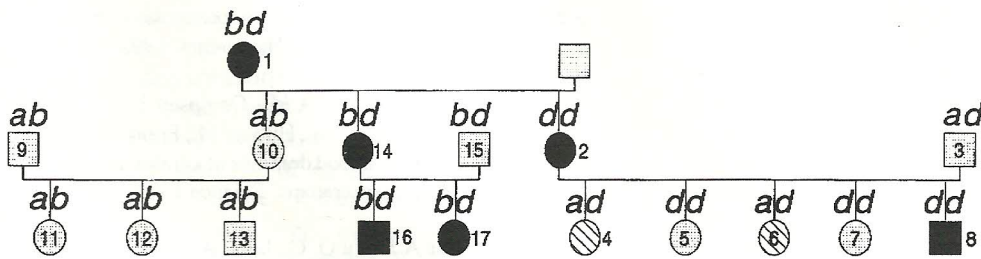 bd
1
ab ab bd bd dd ad
9 10 14 15 2 3
ab ab ab bd bd ad dd ad dd dd
11 12 13 16 17 4 5 6 7 8